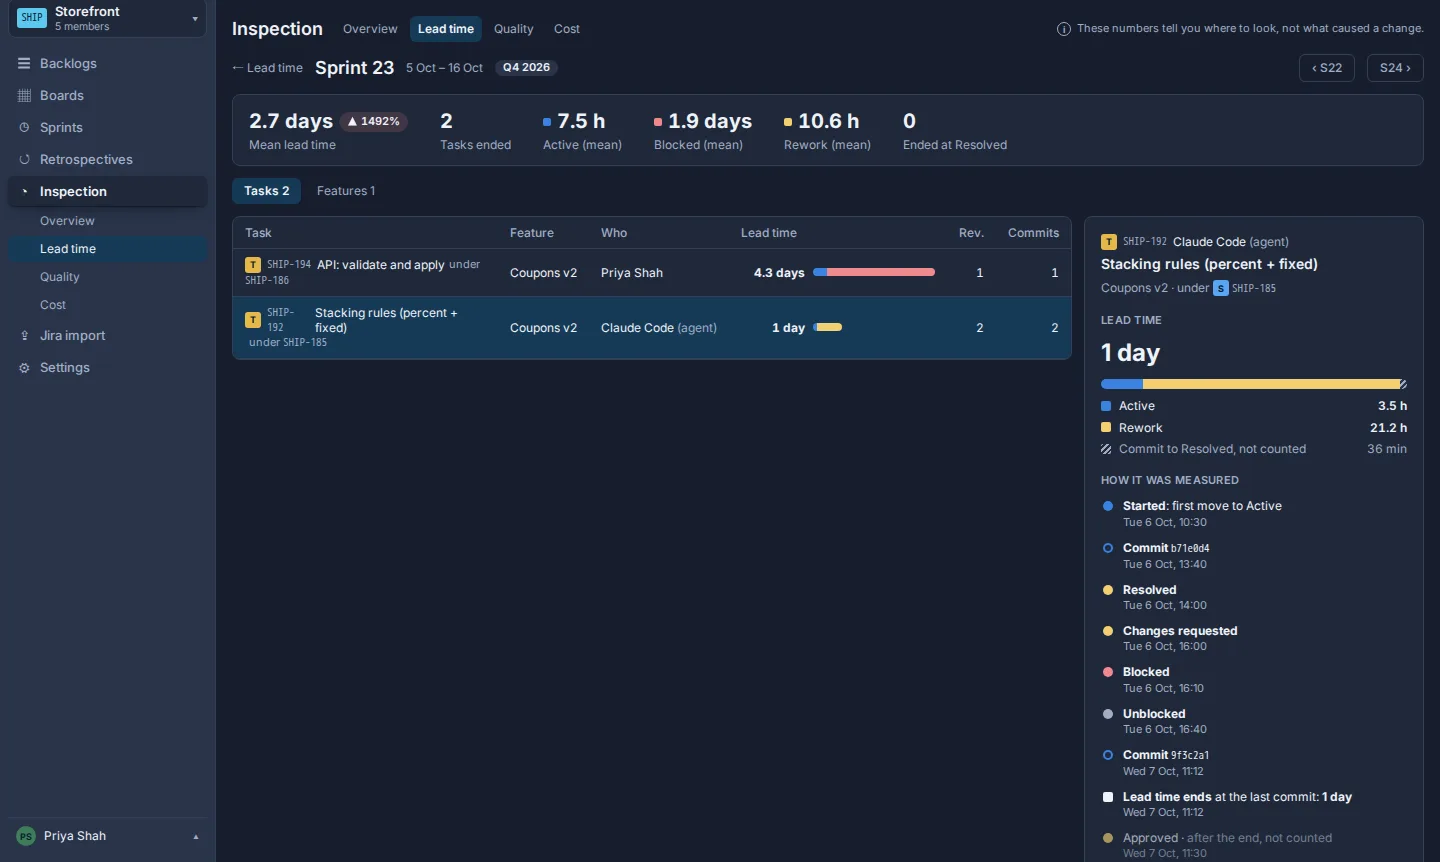 SHIP
Storefront
5 members
Backlogs
Boards
Sprints
Retrospectives
Inspection
Overview
Lead time
Quality
Cost
Jira import
Settings
PS
Priya Shah
Inspection
Overview
Lead time
Quality
Cost
These numbers tell you where to look, not what caused a change.
← Lead time
Sprint 23
5 Oct – 16 Oct
Q4 2026
‹ S22
S24 ›
2.7 days ▲ 1492%
Mean lead time
2
Tasks ended
7.5 h
Active (mean)
1.9 days
Blocked (mean)
10.6 h
Rework (mean)
0
Ended at Resolved
Tasks 2
Features 1
Task
Feature
Who
Lead time
Rev.
Commits
T SHIP-194 API: validate and apply under
SHIP-186
Coupons v2
Priya Shah
4.3 days
1
1
T SHIP-
192
Stacking rules (percent +
fixed)
under SHIP-185
Coupons v2
Claude Code (agent)
1 day
2
2
T SHIP-192 Claude Code (agent)
Stacking rules (percent + fixed)
Coupons v2 · under S SHIP-185
LEAD TIME
1 day
Active 3.5 h
Rework 21.2 h
Commit to Resolved, not counted 36 min
HOW IT WAS MEASURED
Started: first move to Active
Tue 6 Oct, 10:30
Commit b71e0d4
Tue 6 Oct, 13:40
Resolved
Tue 6 Oct, 14:00
Changes requested
Tue 6 Oct, 16:00
Blocked
Tue 6 Oct, 16:10
Unblocked
Tue 6 Oct, 16:40
Commit 9f3c2a1
Wed 7 Oct, 11:12
Lead time ends at the last commit: 1 day
Wed 7 Oct, 11:12
Approved · after the end, not counted
Wed 7 Oct, 11:30